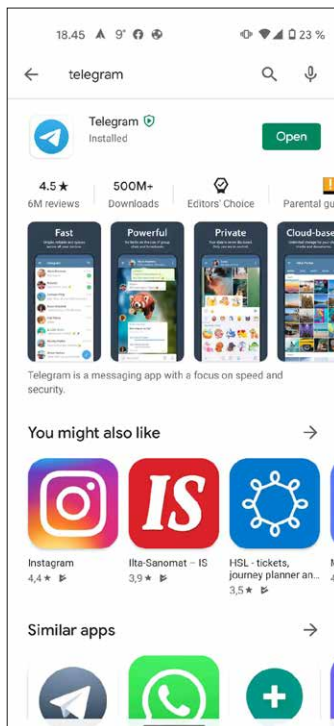 18.45 9° 23 %
telegram
Telegram
Installed
Open
4.5★ 500M+
6M reviews Downloads Editors' Choice Parental gu
Fast Powerful Private Cloud-base
Telegram is a messaging app with a focus on speed and
security.
You might also like
IS
Instagram Ilta-Sanomat – IS HSL - tickets,
journey planner an...
4,4★ 3,9★ 3,5★
Similar apps